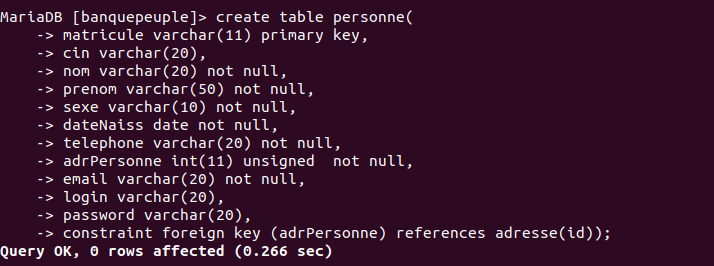 MariaDB [banquepeuple]> create table personne(
    -> matricule varchar(11) primary key,
    -> cin varchar(20),
    -> nom varchar(20) not null,
    -> prenom varchar(50) not null,
    -> sexe varchar(10) not null,
    -> dateNaiss date not null,
    -> telephone varchar(20) not null,
    -> adrPersonne int(11) unsigned  not null,
    -> email varchar(20) not null,
    -> login varchar(20),
    -> password varchar(20),
    -> constraint foreign key (adrPersonne) references adresse(id));
Query OK, 0 rows affected (0.266 sec)